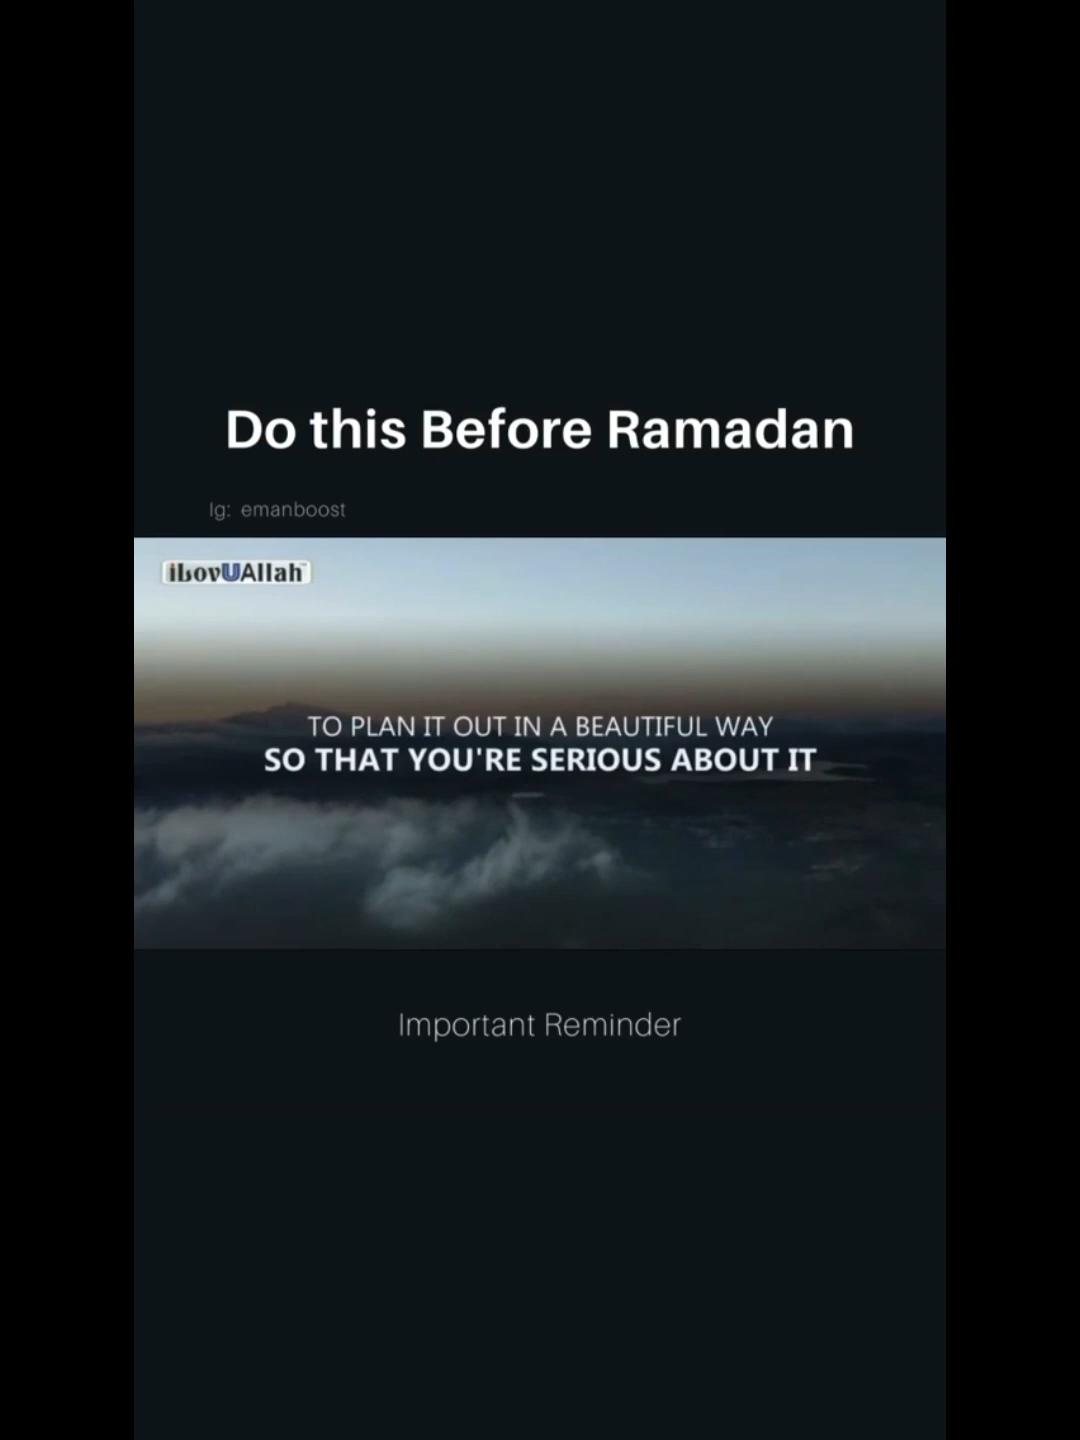 Do this Before Ramadan
Ig: emanboost
iLovUAllah
TO PLAN IT OUT IN A BEAUTIFUL WAY
SO THAT YOU'RE SERIOUS ABOUT IT
Important Reminder